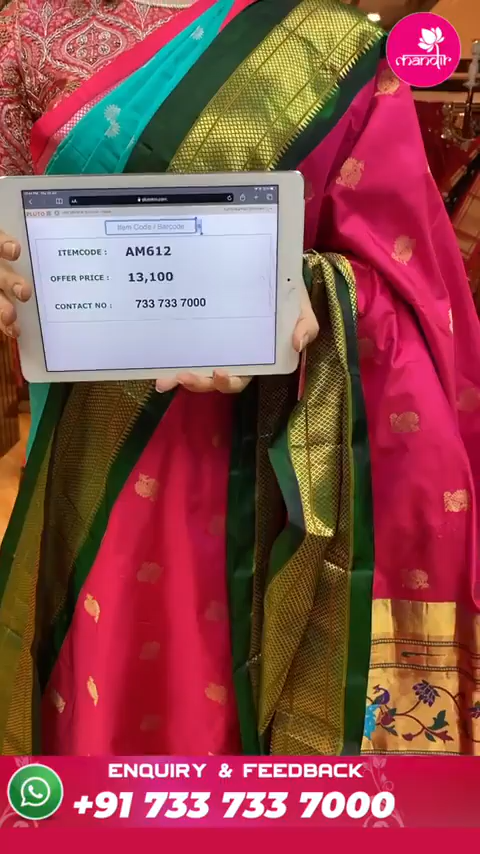 mandir
PLUTO
Item Code / Barcode
ITEMCODE : AM612
OFFER PRICE : 13,100
CONTACT NO : 733 733 7000
ENQUIRY & FEEDBACK
+91 733 733 7000